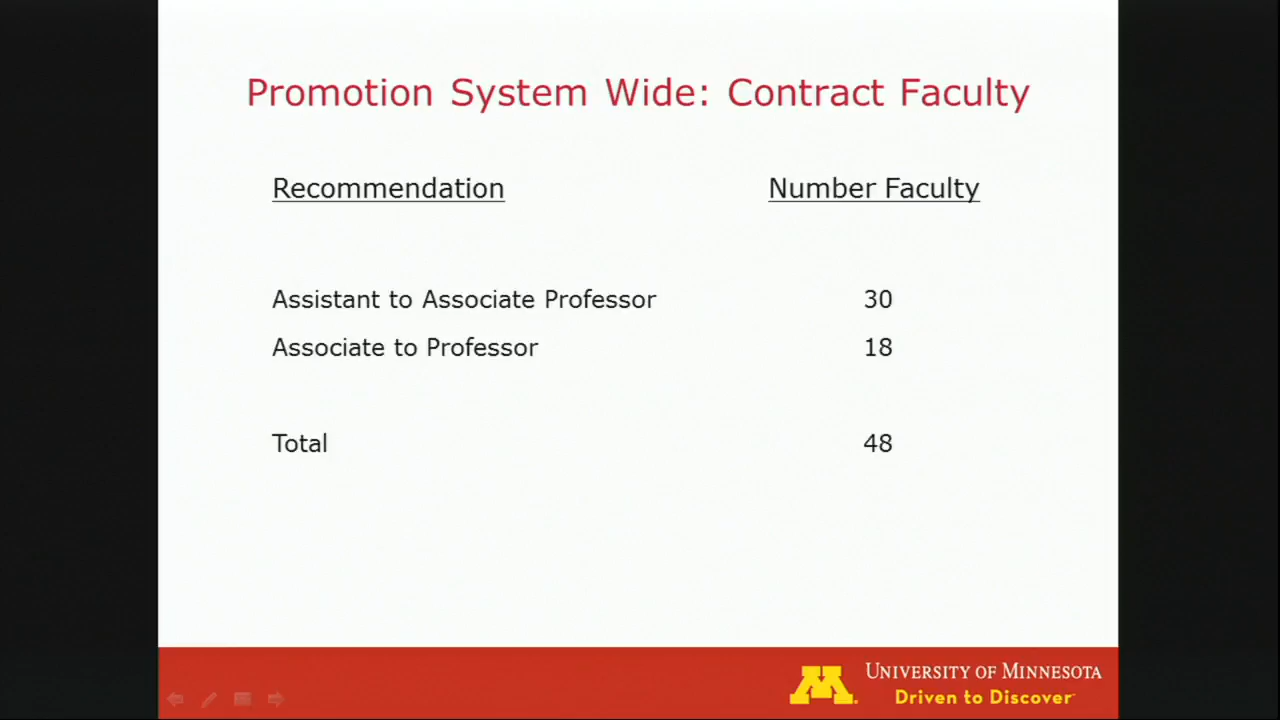 Promotion System Wide: Contract Faculty
Recommendation Number Faculty
Assistant to Associate Professor 30
Associate to Professor 18
Total 48
UNIVERSITY OF MINNESOTA
Driven to Discover